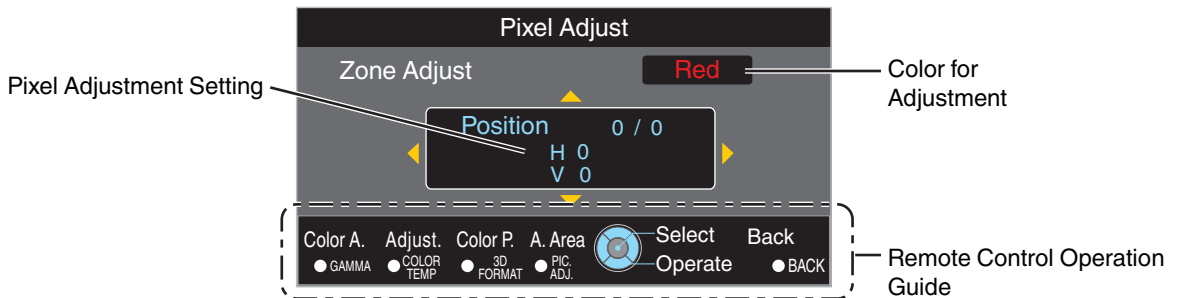 Pixel Adjust
Zone Adjust Red
Pixel Adjustment Setting
Color for
Adjustment
Position 0 / 0
H 0
V 0
Color A. Adjust. Color P. A. Area Select Back
GAMMA COLOR TEMP 3D FORMAT PIC. ADJ. Operate BACK
Remote Control Operation
Guide